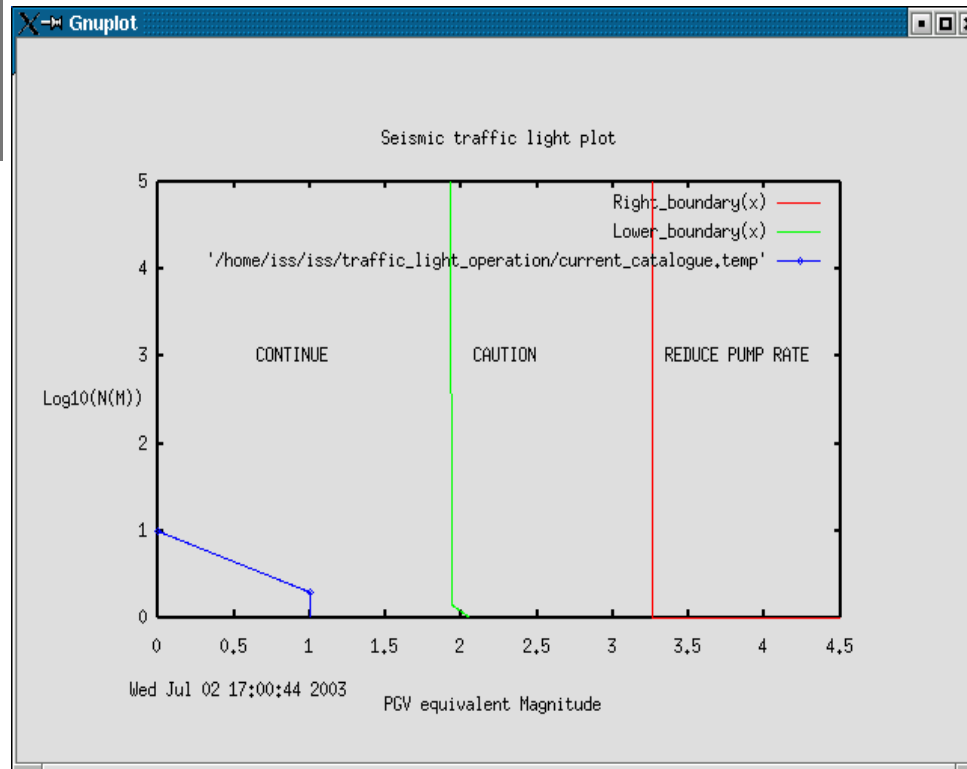 Gnuplot
Seismic traffic light plot
Right_boundary(x)
Lower_boundary(x)
'/home/iss/iss/traffic_light_operation/current_catalogue.temp'
CONTINUE
CAUTION
REDUCE PUMP RATE
Log10(N(M))
5
4
3
2
1
0
0 0.5 1 1.5 2 2.5 3 3.5 4 4.5
Wed Jul 02 17:00:44 2003
PGV equivalent Magnitude